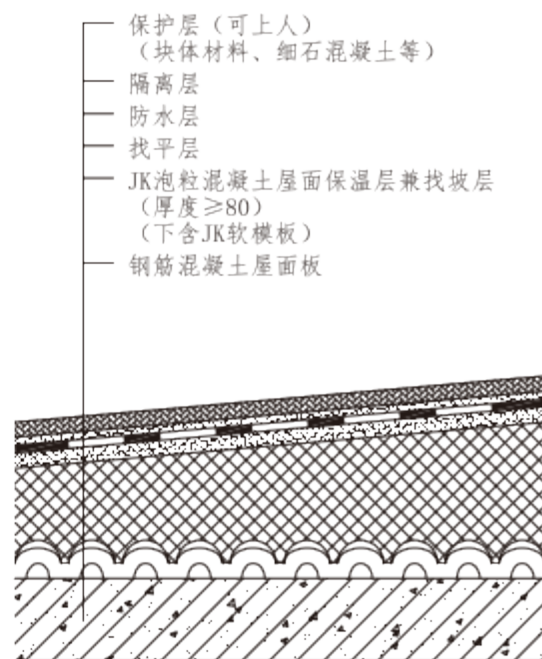 保护层（可上人）
（块体材料、细石混凝土等）
隔离层
防水层
找平层
JK泡粒混凝土屋面保温层兼找坡层
（厚度≥80）
（下含JK软模板）
钢筋混凝土屋面板